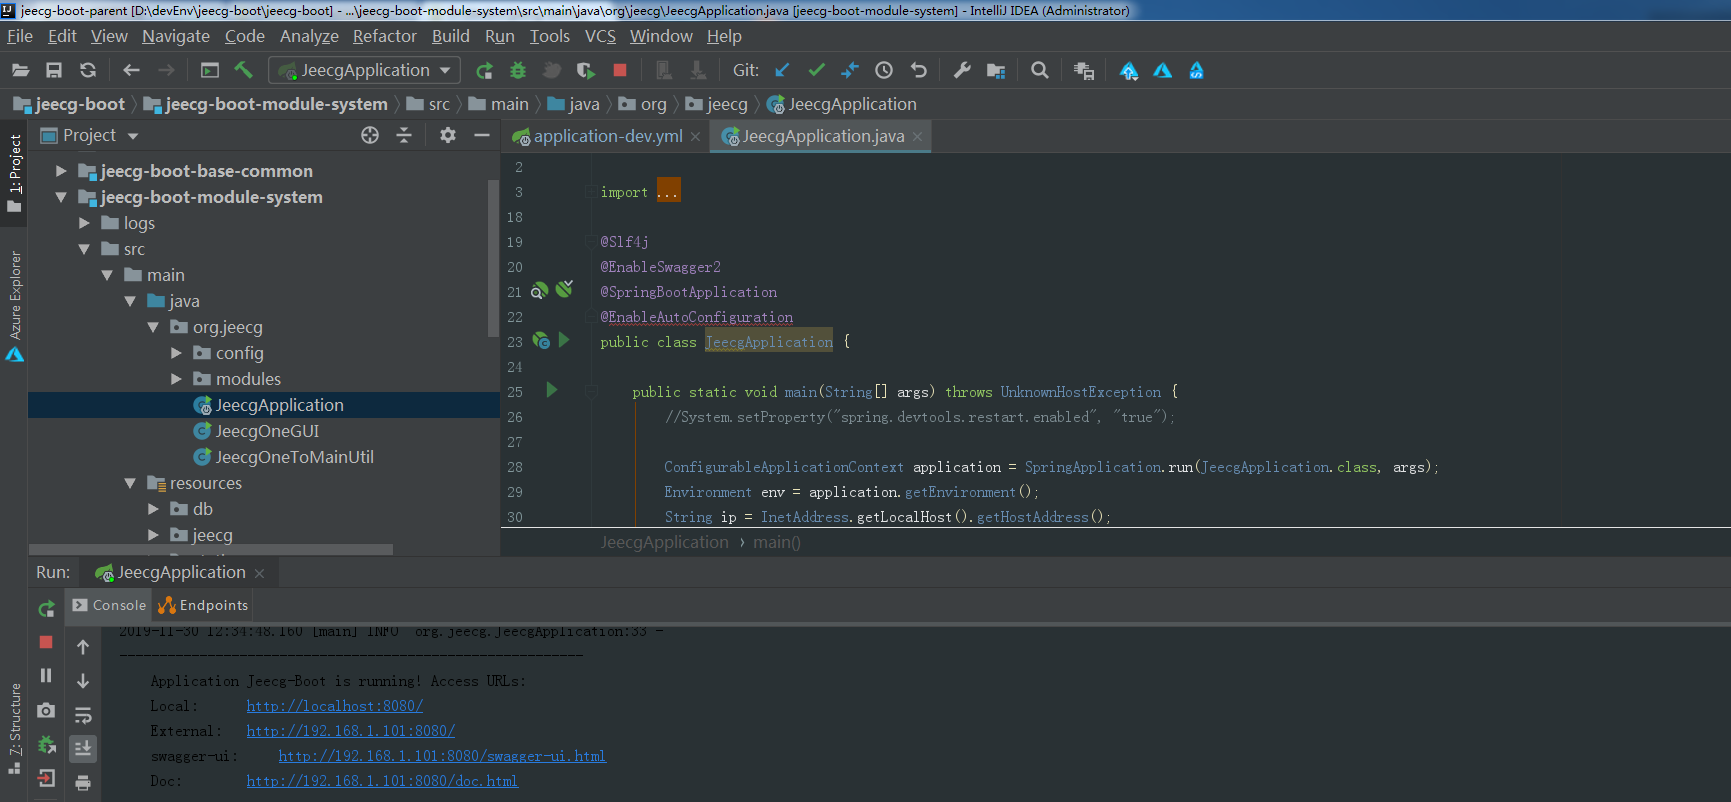 jeecg-boot-parent [D:\devEnv\jeecg-boot\jeecg-boot] - ...\jeecg-boot-module-system\src\main\java\org\jeecg\JeecgApplication.java [jeecg-boot-module-system] - IntelliJ IDEA (Administrator)
File Edit View Navigate Code Analyze Refactor Build Run Tools VCS Window Help
JeecgApplication Git:
jeecg-boot jeecg-boot-module-system src main java org jeecg JeecgApplication
1: Project
Azure Explorer
7: Structure
Project
jeecg-boot-base-common
jeecg-boot-module-system
logs
src
main
java
org.jeecg
config
modules
JeecgApplication
JeecgOneGUI
JeecgOneToMainUtil
resources
db
jeecg
application-dev.yml JeecgApplication.java
2
3 import ...
18
19 @Slf4j
20 @EnableSwagger2
21 @SpringBootApplication
22 @EnableAutoConfiguration
23 public class JeecgApplication {
24
25 public static void main(String[] args) throws UnknownHostException {
26 //System.setProperty("spring.devtools.restart.enabled", "true");
27
28 ConfigurableApplicationContext application = SpringApplication.run(JeecgApplication.class, args);
29 Environment env = application.getEnvironment();
30 String ip = InetAddress.getLocalHost().getHostAddress();
JeecgApplication › main()
Run: JeecgApplication
Console Endpoints
2019-11-30 12:34:48.160 [main] INFO org.jeecg.JeecgApplication:33 -
----------------------------------------------------------
Application Jeecg-Boot is running! Access URLs:
Local: http://localhost:8080/
External: http://192.168.1.101:8080/
swagger-ui: http://192.168.1.101:8080/swagger-ui.html
Doc: http://192.168.1.101:8080/doc.html